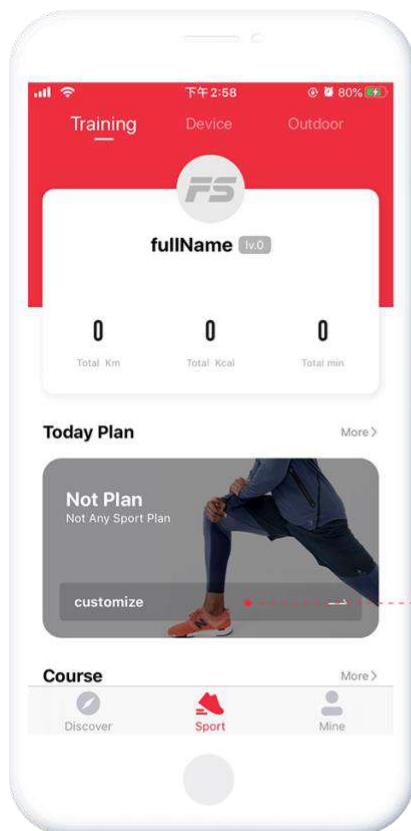 下午2:58
80%
Training Device Outdoor
FS
fullName lv.0
0 0 0
Total Km Total Kcal Total min
Today Plan More >
Not Plan
Not Any Sport Plan
customize
Course More >
Discover Sport Mine